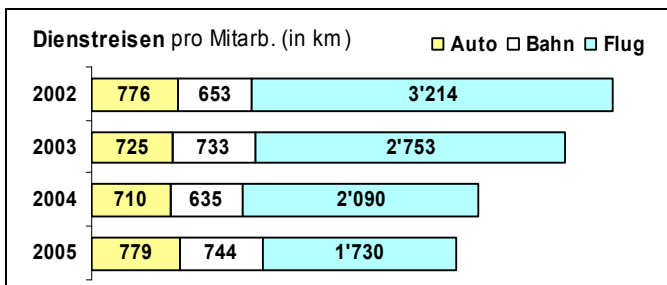 Dienstreisen pro Mitarb. (in km) Auto Bahn Flug
2002 776 653 3'214
2003 725 733 2'753
2004 710 635 2'090
2005 779 744 1'730